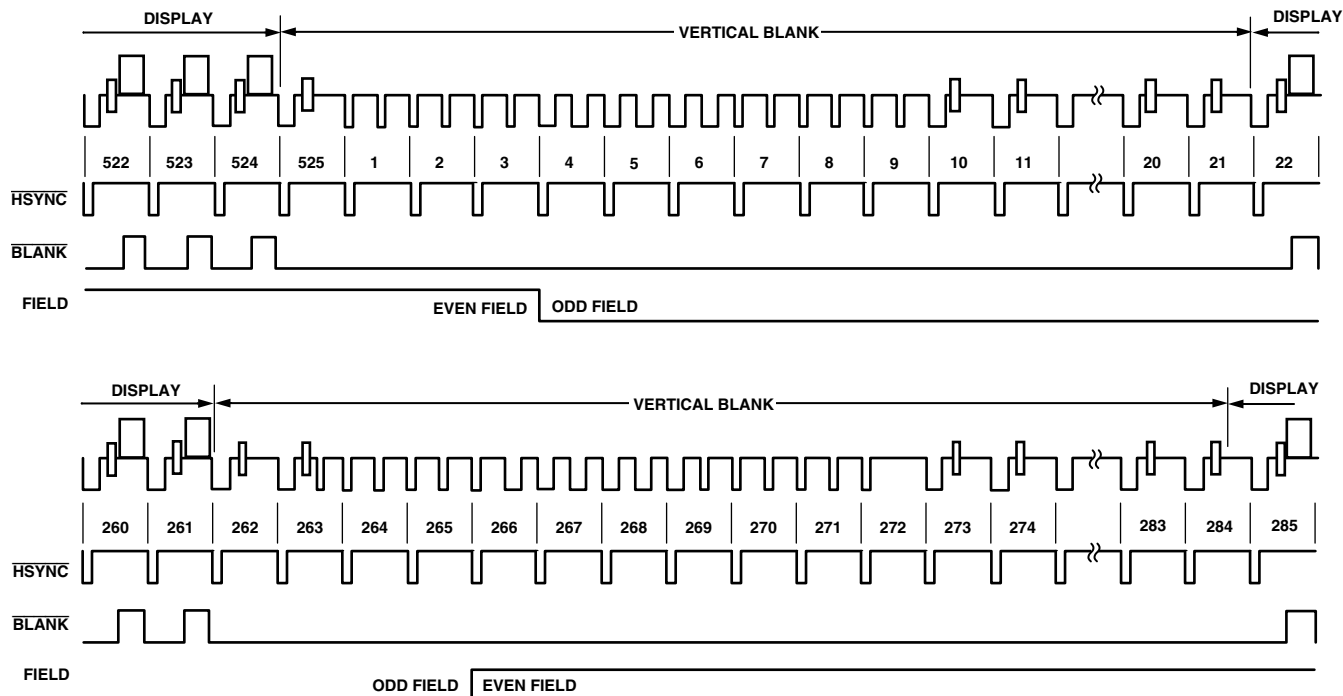 DISPLAY VERTICAL BLANK DISPLAY
522 523 524 525 1 2 3 4 5 6 7 8 9 10 11 20 21 22
HSYNC
BLANK
FIELD EVEN FIELD ODD FIELD
DISPLAY VERTICAL BLANK DISPLAY
260 261 262 263 264 265 266 267 268 269 270 271 272 273 274 283 284 285
HSYNC
BLANK
FIELD ODD FIELD EVEN FIELD